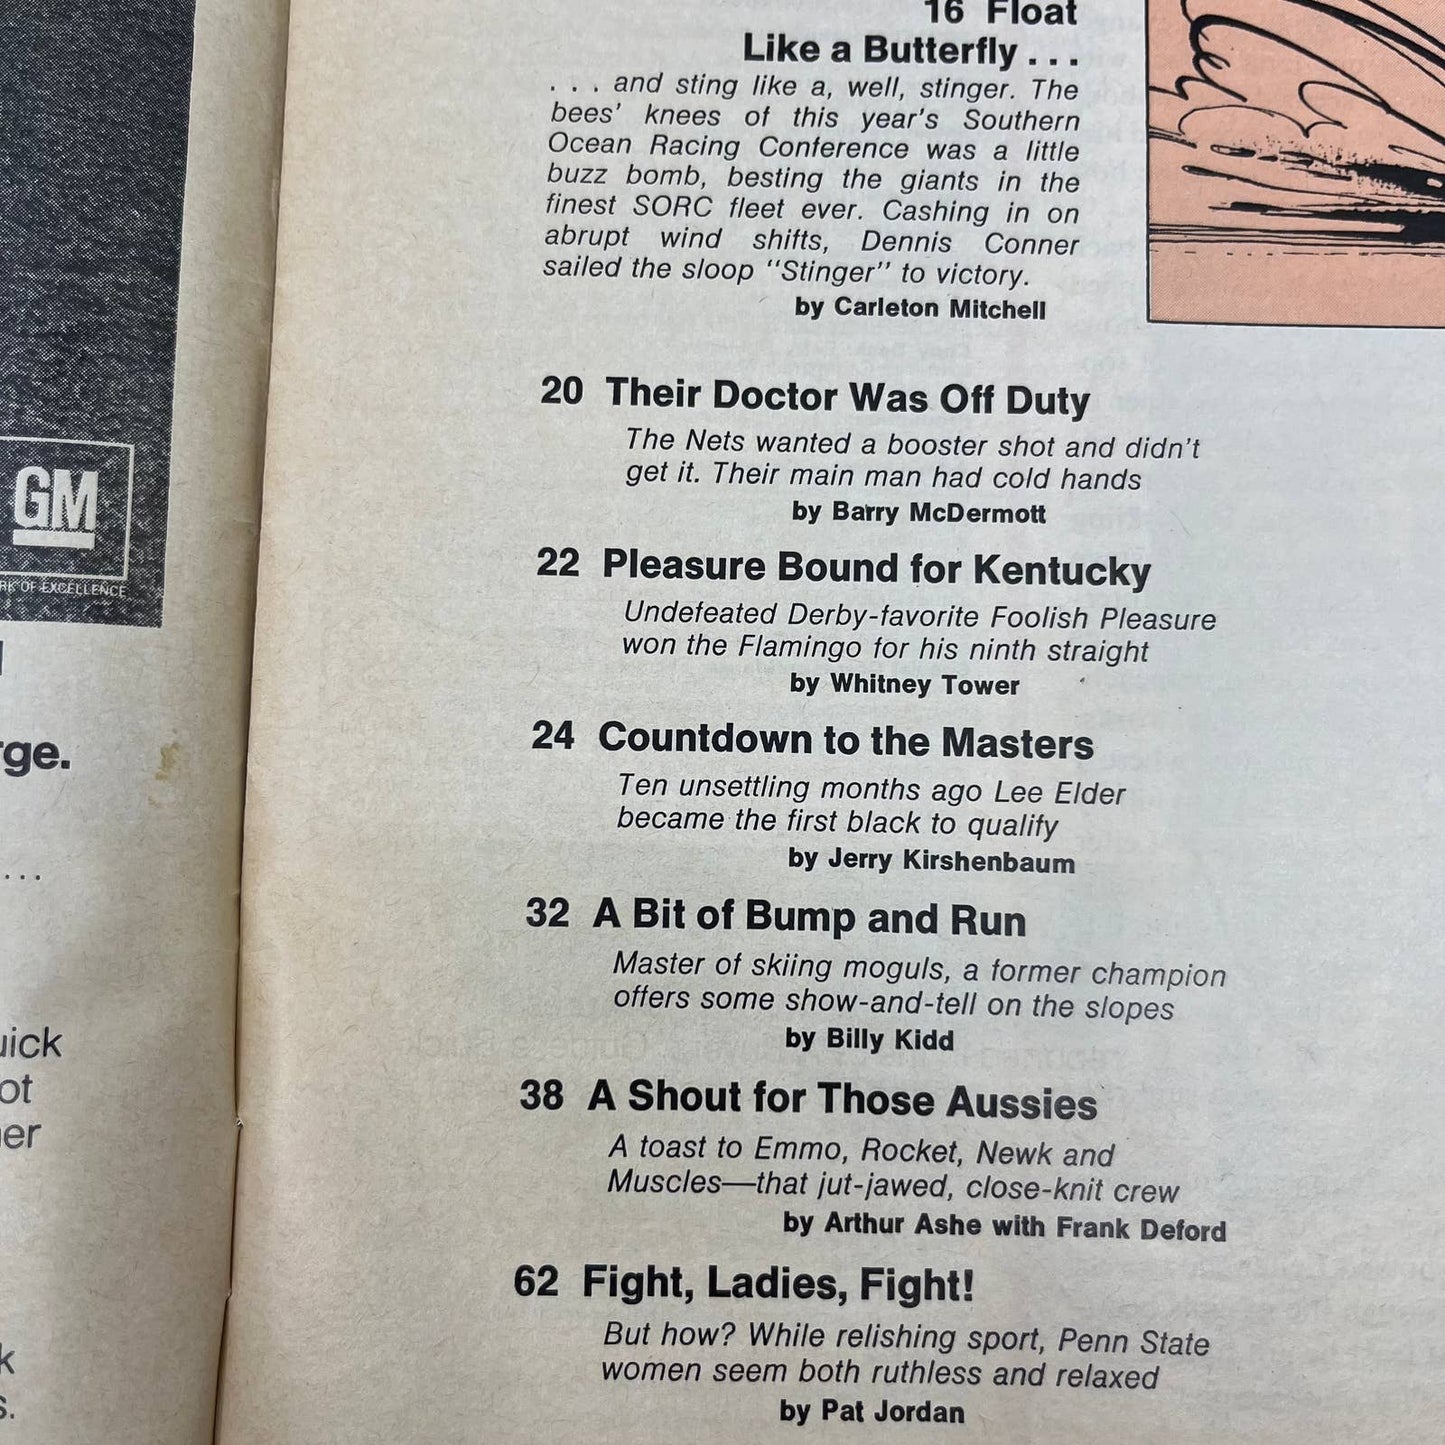 GM
OF EXCELLENCE
16 Float
Like a Butterfly . . .
. . . and sting like a, well, stinger. The
bees' knees of this year's Southern
Ocean Racing Conference was a little
buzz bomb, besting the giants in the
finest SORC fleet ever. Cashing in on
abrupt wind shifts, Dennis Conner
sailed the sloop "Stinger" to victory.
by Carleton Mitchell
20 Their Doctor Was Off Duty
The Nets wanted a booster shot and didn't
get it. Their main man had cold hands
by Barry McDermott
22 Pleasure Bound for Kentucky
Undefeated Derby-favorite Foolish Pleasure
won the Flamingo for his ninth straight
by Whitney Tower
24 Countdown to the Masters
Ten unsettling months ago Lee Elder
became the first black to qualify
by Jerry Kirshenbaum
32 A Bit of Bump and Run
Master of skiing moguls, a former champion
offers some show-and-tell on the slopes
by Billy Kidd
38 A Shout for Those Aussies
A toast to Emmo, Rocket, Newk and
Muscles—that jut-jawed, close-knit crew
by Arthur Ashe with Frank Deford
62 Fight, Ladies, Fight!
But how? While relishing sport, Penn State
women seem both ruthless and relaxed
by Pat Jordan